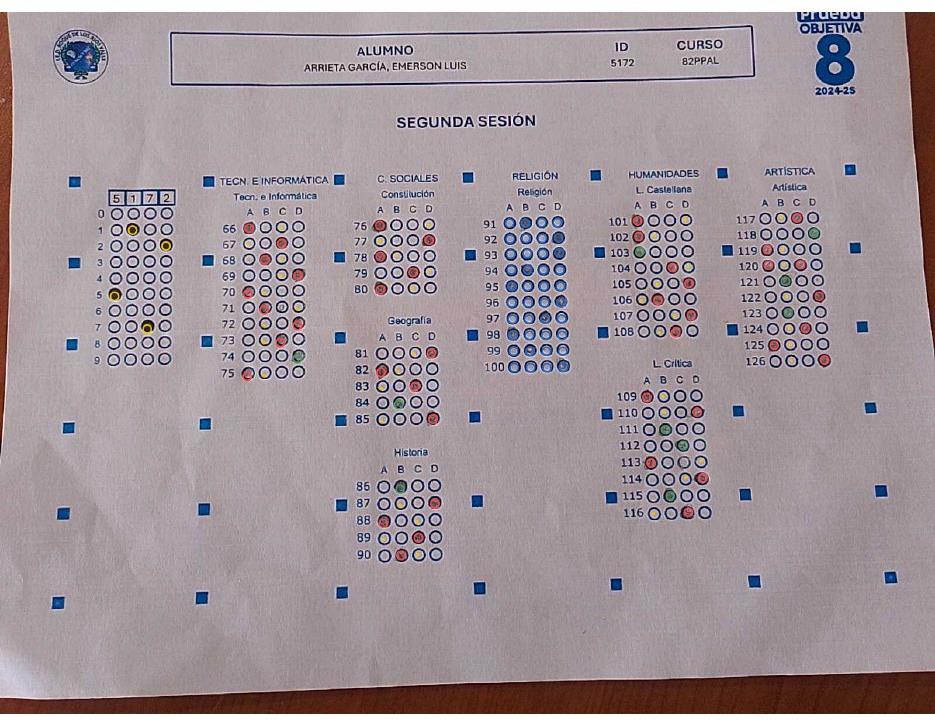 Prueba
OBJETIVA
8
2024-25
ALUMNO
ARRIETA GARCÍA, EMERSON LUIS
ID
5172
CURSO
82PPAL
SEGUNDA SESIÓN
5 1 7 2
0
1
2
3
4
5
6
7
8
9
TECN. E INFORMÁTICA
Tecn. e Informática
A B C D
66
67
68
69
70
71
72
73
74
75
C. SOCIALES
Constitución
A B C D
76
77
78
79
80
Geografía
A B C D
81
82
83
84
85
Historia
A B C D
86
87
88
89
90
RELIGIÓN
Religión
A B C D
91
92
93
94
95
96
97
98
99
100
HUMANIDADES
L. Castellana
A B C D
101
102
103
104
105
106
107
108
L. Crítica
A B C D
109
110
111
112
113
114
115
116
ARTÍSTICA
Artística
A B C D
117
118
119
120
121
122
123
124
125
126